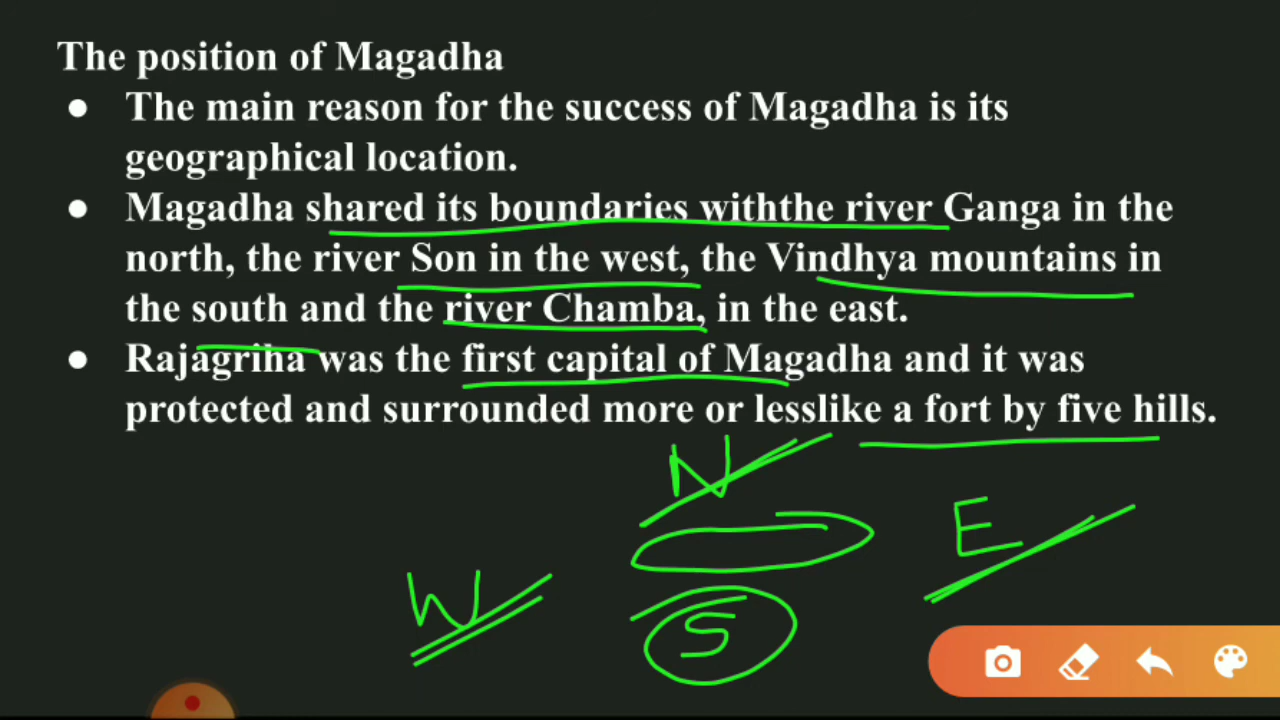 The position of Magadha
● The main reason for the success of Magadha is its
geographical location.
● Magadha shared its boundaries withthe river Ganga in the
north, the river Son in the west, the Vindhya mountains in
the south and the river Chamba, in the east.
● Rajagriha was the first capital of Magadha and it was
protected and surrounded more or lesslike a fort by five hills.
N
E
W
S